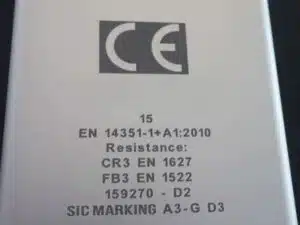 CE
15
EN 14351-1+A1:2010
Resistance:
CR3 EN 1627
FB3 EN 1522
159270 - D2
SIC MARKING A3-G D3